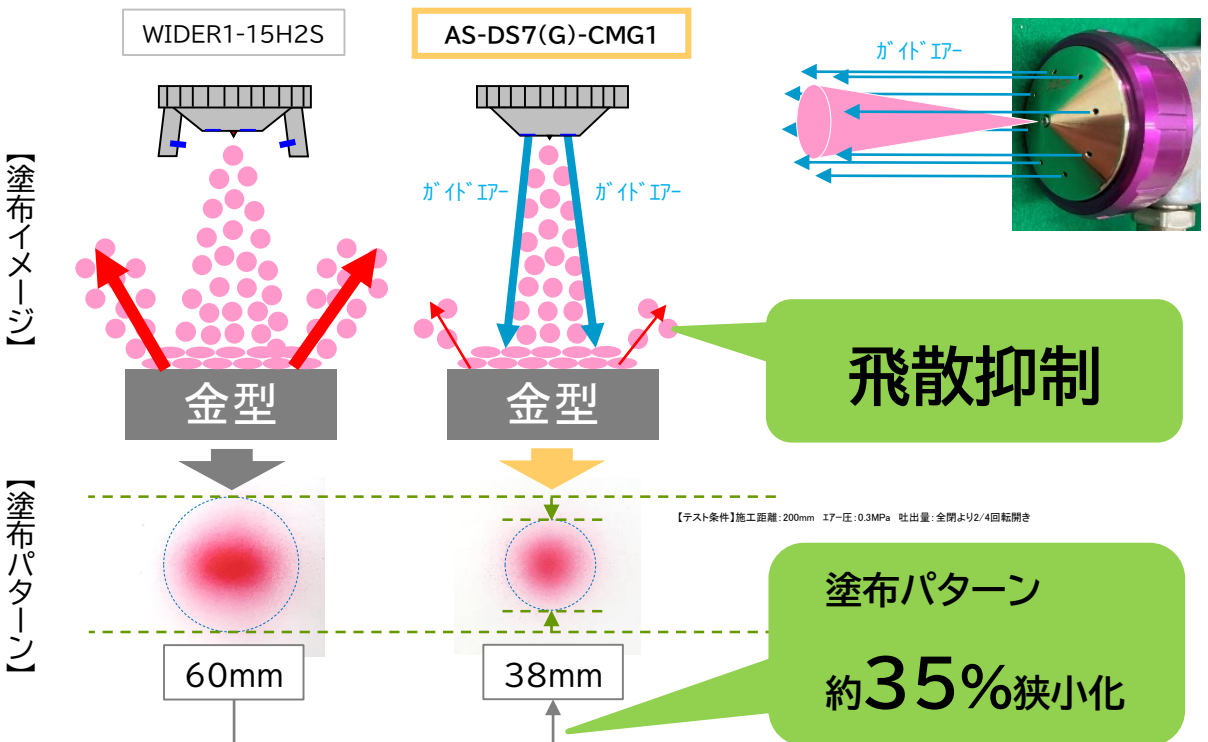 WIDER1-15H2S
AS-DS7(G)-CMG1
ｶﾞｲﾄﾞｴｱｰ
【塗布イメージ】
ｶﾞｲﾄﾞｴｱｰ
ｶﾞｲﾄﾞｴｱｰ
飛散抑制
金型
金型
【塗布パターン】
【テスト条件】施工距離：200mm ｴｱｰ圧：0.3MPa 吐出量：全閉より2/4回転開き
塗布パターン
約35%狭小化
60mm
38mm